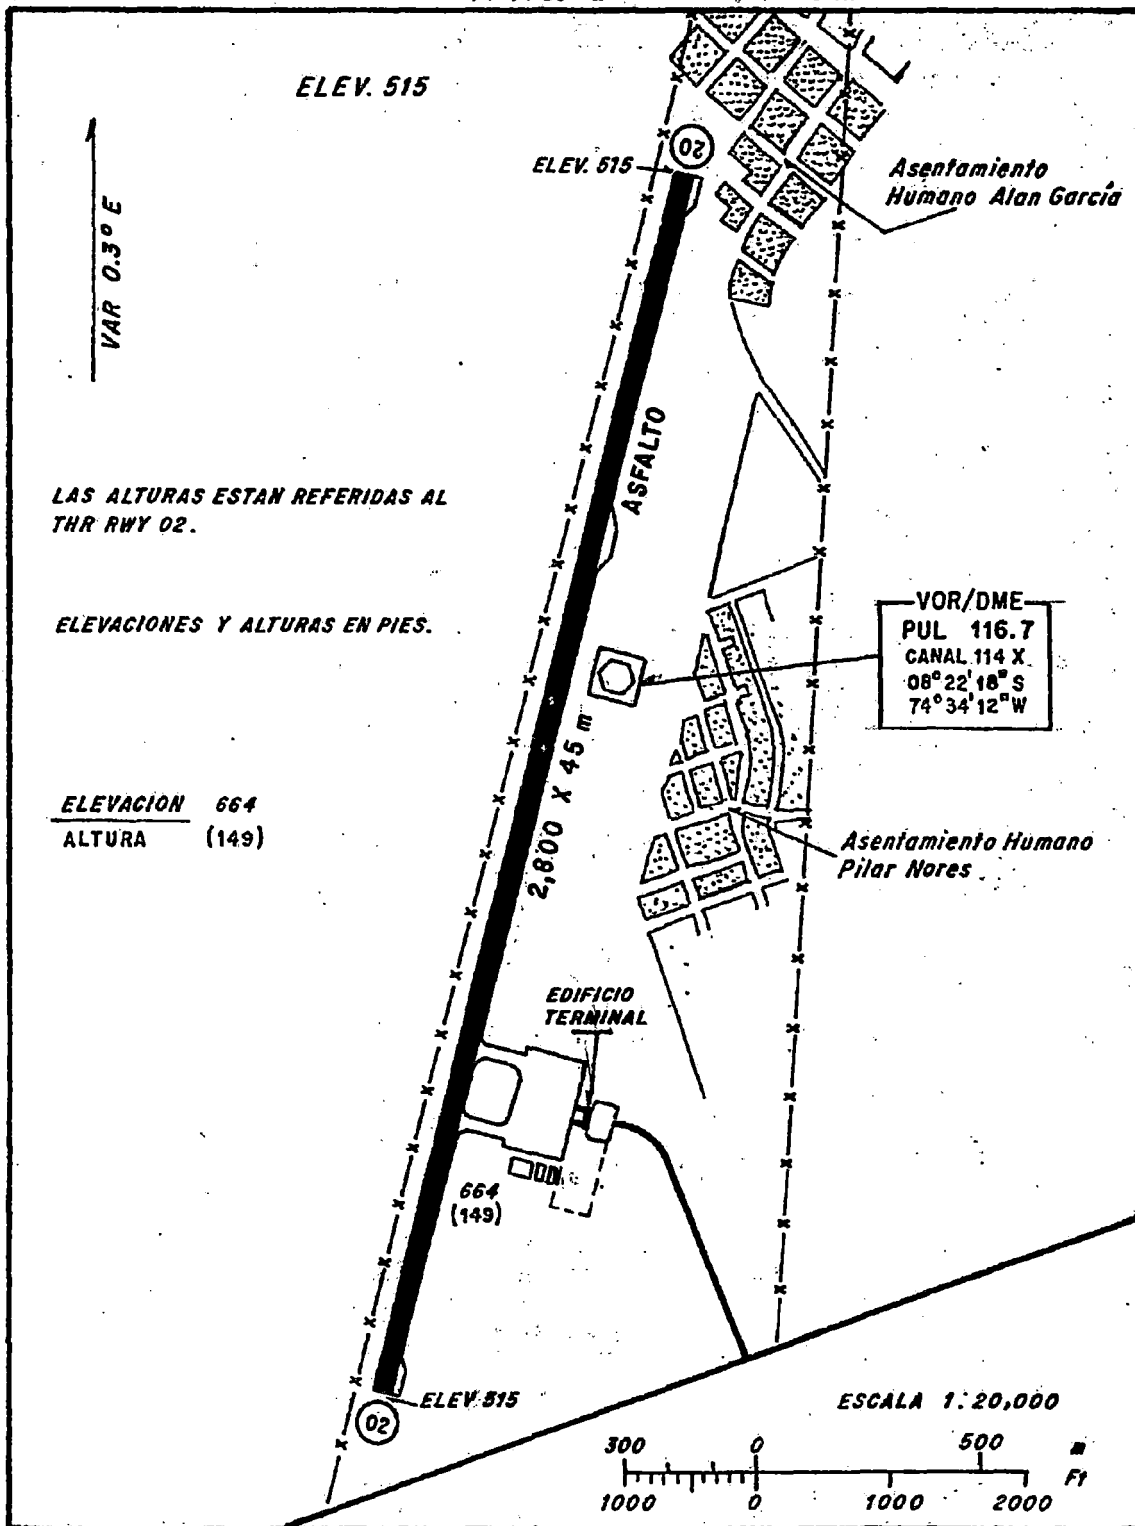 ELEV. 515
20
ELEV. 515
Asentamiento
Humano Alan García
VAR 0.3° E
ASFALTO
LAS ALTURAS ESTAN REFERIDAS AL
THR RWY 02.
ELEVACIONES Y ALTURAS EN PIES.
VOR/DME
PUL 116.7
CANAL 114 X
08° 22' 18" S
74° 34' 12" W
2,800 X 45 m
ELEVACION 664
ALTURA (149)
Asentamiento Humano
Pilar Nores
EDIFICIO
TERMINAL
664
(149)
ELEV 515
02
ESCALA 1:20,000
300 0 500 m
Ft
1000 0 1000 2000